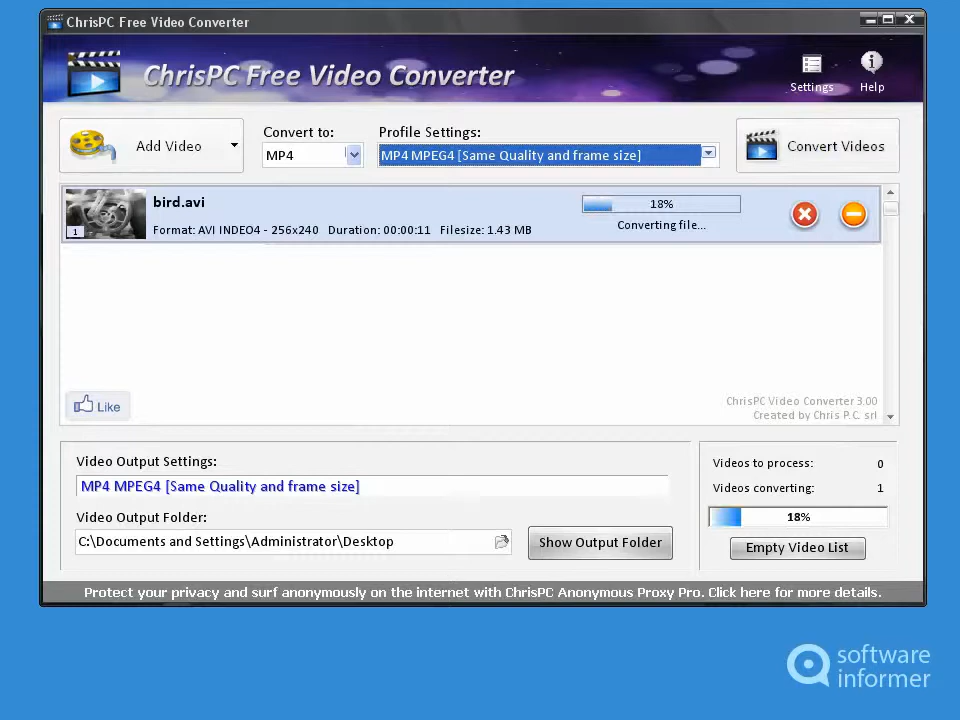 ChrisPC Free Video Converter
ChrisPC Free Video Converter
Settings
Help
Add Video
Convert to:
MP4
Profile Settings:
MP4 MPEG4 [Same Quality and frame size]
Convert Videos
1
bird.avi
Format: AVI INDEO4 - 256x240 Duration: 00:00:11 Filesize: 1.43 MB
18%
Converting file...
Like
ChrisPC Video Converter 3.00
Created by Chris P.C. srl
Video Output Settings:
MP4 MPEG4 [Same Quality and frame size]
Video Output Folder:
C:\Documents and Settings\Administrator\Desktop
Show Output Folder
Videos to process: 0
Videos converting: 1
18%
Empty Video List
Protect your privacy and surf anonymously on the internet with ChrisPC Anonymous Proxy Pro. Click here for more details.
software
informer